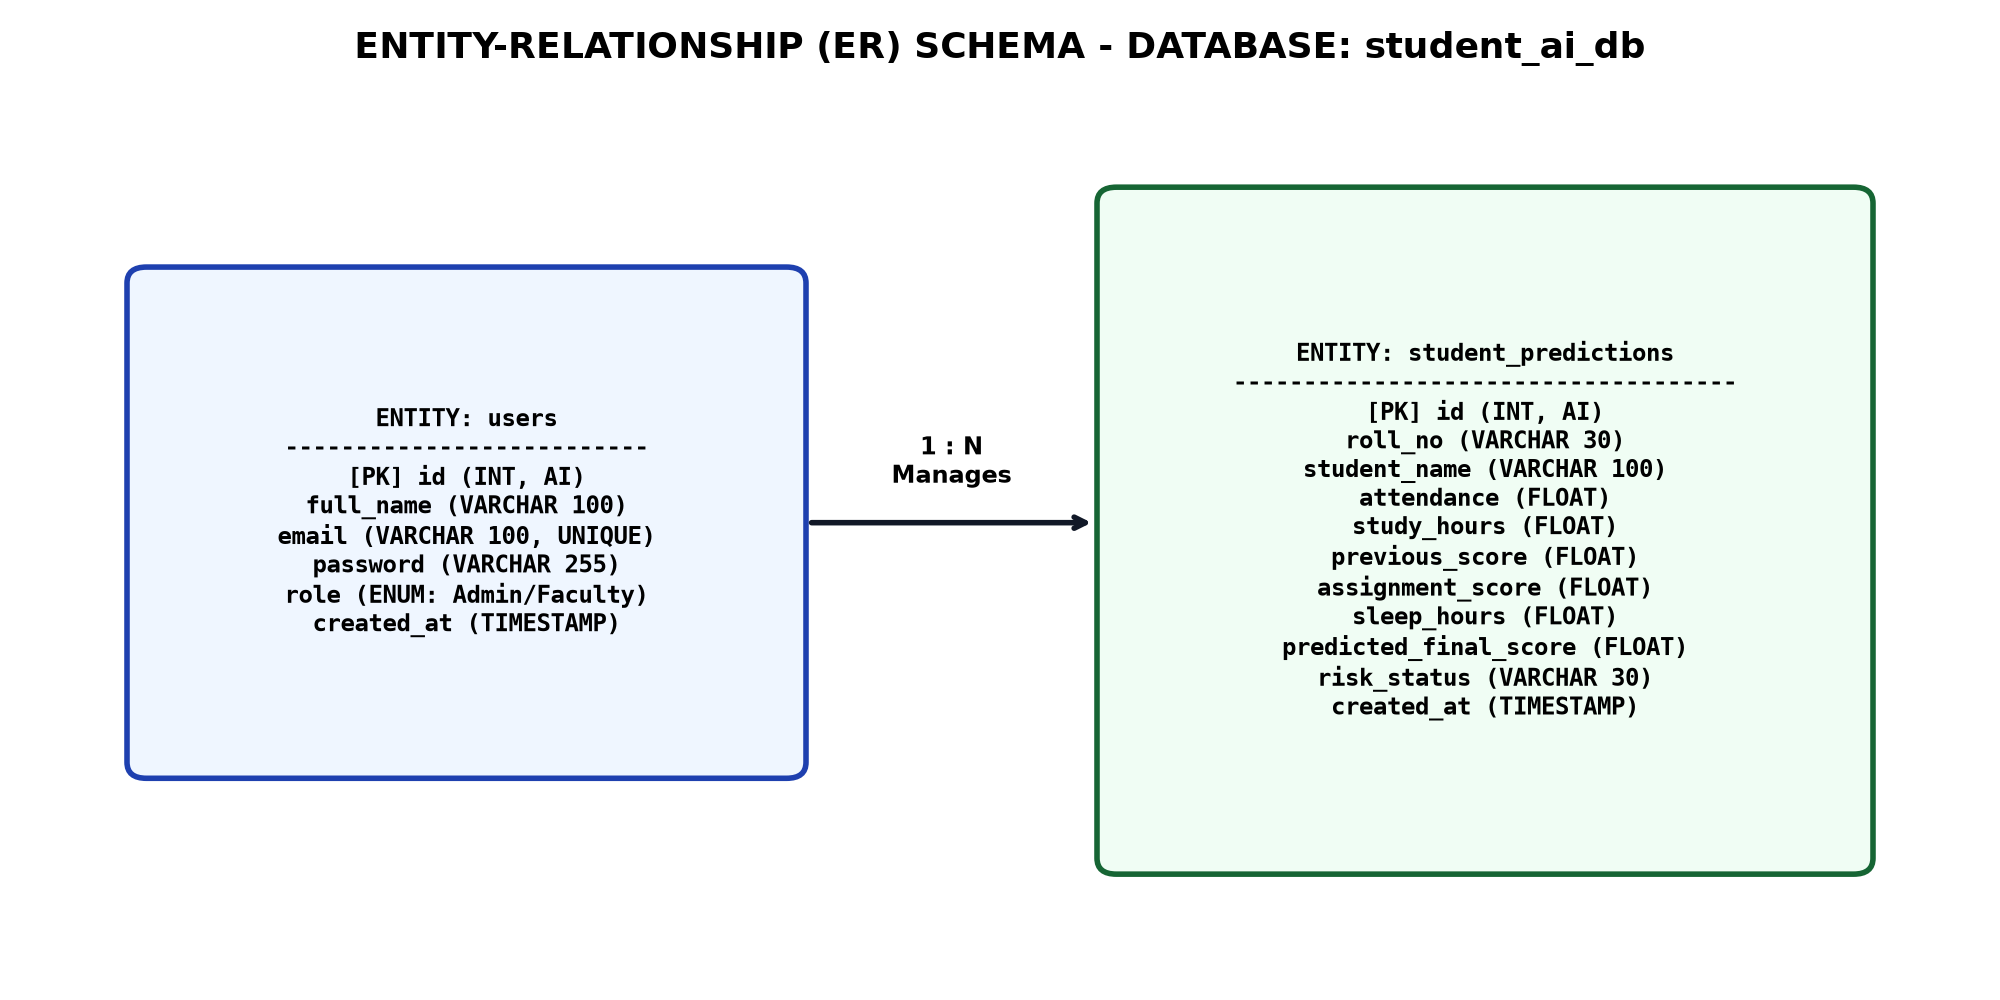 ENTITY-RELATIONSHIP (ER) SCHEMA - DATABASE: student_ai_db
ENTITY: users
--------------------------
[PK] id (INT, AI)
full_name (VARCHAR 100)
email (VARCHAR 100, UNIQUE)
password (VARCHAR 255)
role (ENUM: Admin/Faculty)
created_at (TIMESTAMP)
1 : N
Manages
ENTITY: student_predictions
------------------------------------
[PK] id (INT, AI)
roll_no (VARCHAR 30)
student_name (VARCHAR 100)
attendance (FLOAT)
study_hours (FLOAT)
previous_score (FLOAT)
assignment_score (FLOAT)
sleep_hours (FLOAT)
predicted_final_score (FLOAT)
risk_status (VARCHAR 30)
created_at (TIMESTAMP)